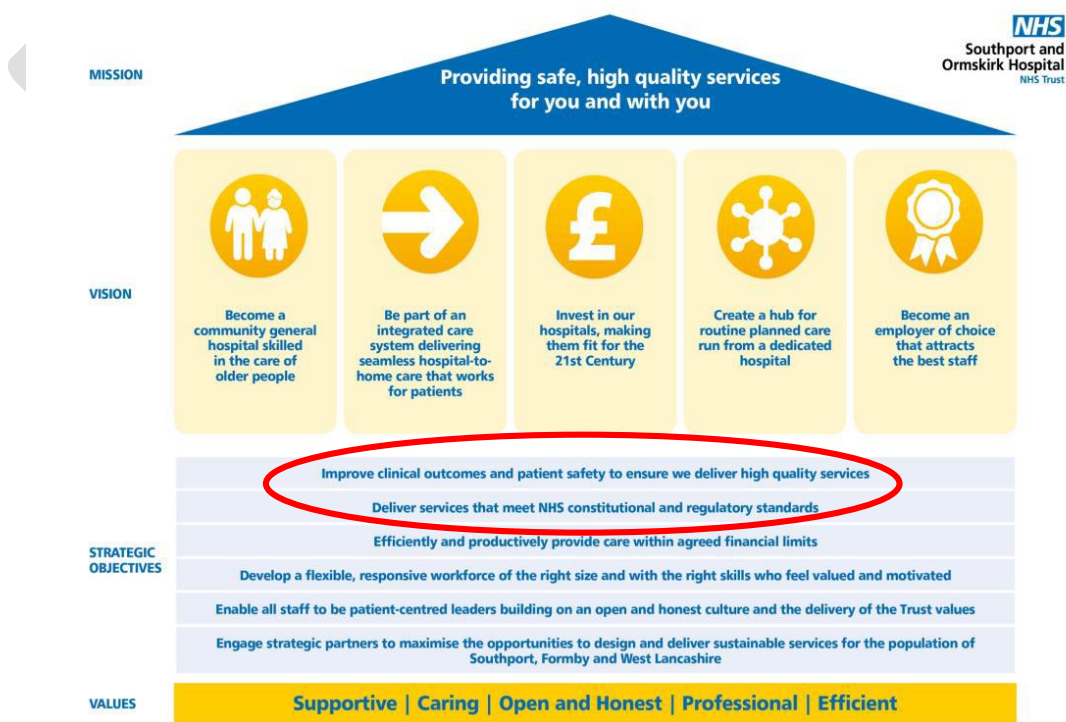 NHS
Southport and
Ormskirk Hospital
NHS Trust
MISSION
Providing safe, high quality services
for you and with you
VISION
Become a
community general
hospital skilled
in the care of
older people
Be part of an
integrated care
system delivering
seamless hospital-to-
home care that works
for patients
Invest in our
hospitals, making
them fit for the
21st Century
Create a hub for
routine planned care
run from a dedicated
hospital
Become an
employer of choice
that attracts
the best staff
STRATEGIC
OBJECTIVES
Improve clinical outcomes and patient safety to ensure we deliver high quality services
Deliver services that meet NHS constitutional and regulatory standards
Efficiently and productively provide care within agreed financial limits
Develop a flexible, responsive workforce of the right size and with the right skills who feel valued and motivated
Enable all staff to be patient-centred leaders building on an open and honest culture and the delivery of the Trust values
Engage strategic partners to maximise the opportunities to design and deliver sustainable services for the population of
Southport, Formby and West Lancashire
VALUES
Supportive | Caring | Open and Honest | Professional | Efficient